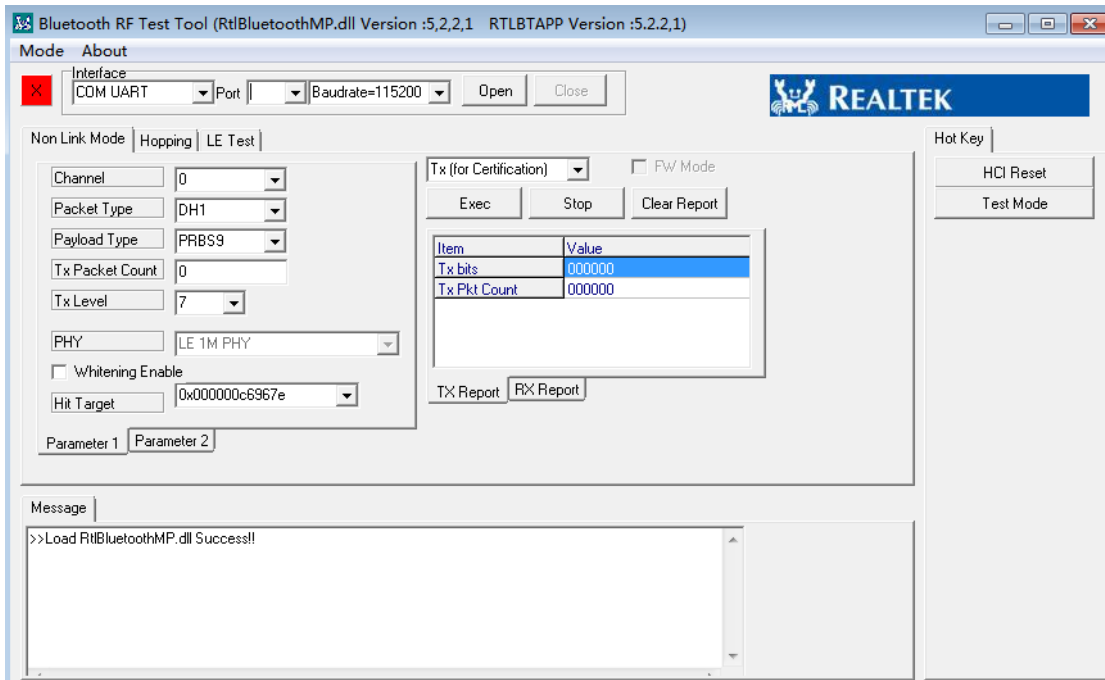 Bluetooth RF Test Tool (RtlBluetoothMP.dll Version :5,2,2,1 RTLBTAPP Version :5.2.2,1)
Mode About
Interface
COM UART Port Baudrate=115200 Open Close
X
REALTEK
Non Link Mode Hopping LE Test
Hot Key
Channel 0
Packet Type DH1
Payload Type PRBS9
Tx Packet Count 0
Tx Level 7
PHY LE 1M PHY
Whitening Enable
Hit Target 0x000000c6967e
Parameter 1 Parameter 2
Tx (for Certification) FW Mode
Exec Stop Clear Report
Item Value
Tx bits 000000
Tx Pkt Count 000000
TX Report RX Report
HCI Reset
Test Mode
Message
>>Load RtlBluetoothMP.dll Success!!